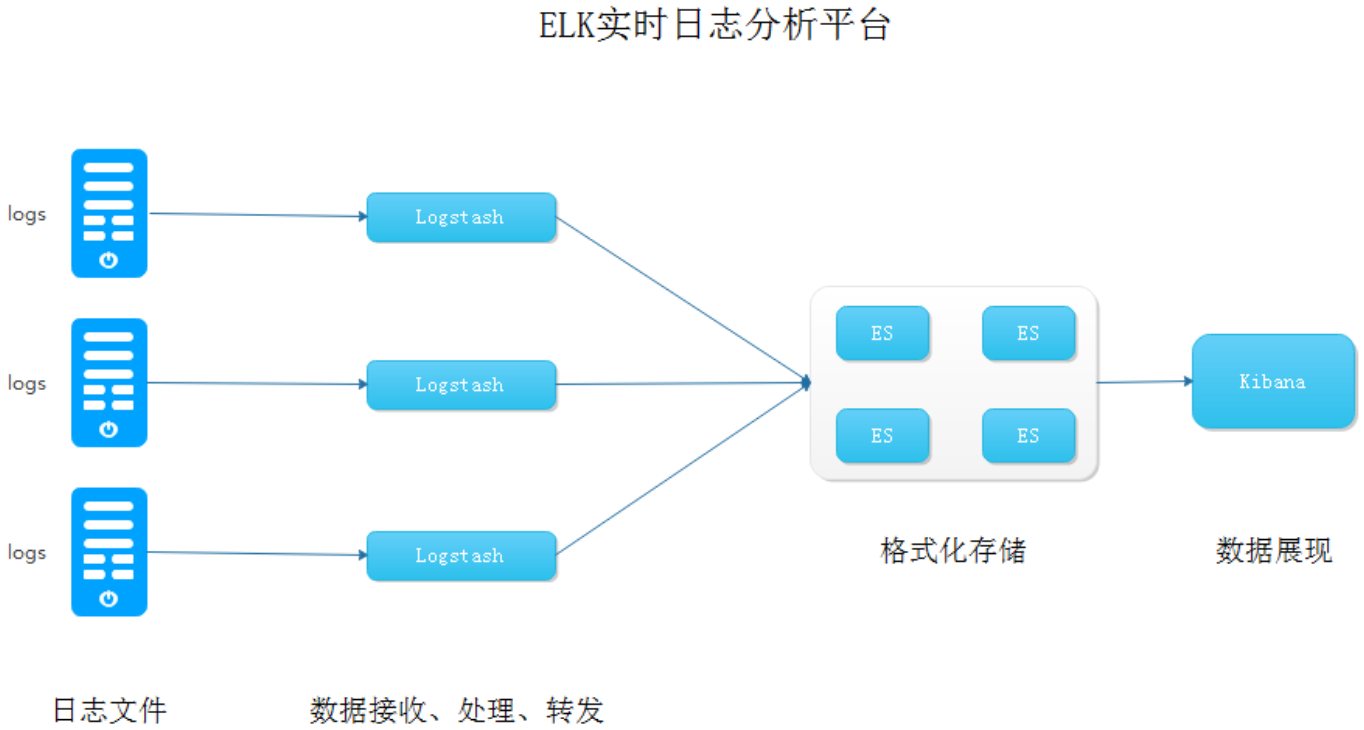 ELK实时日志分析平台
logs
Logstash
logs
Logstash
logs
Logstash
ES
ES
ES
ES
Kibana
格式化存储
数据展现
日志文件
数据接收、处理、转发